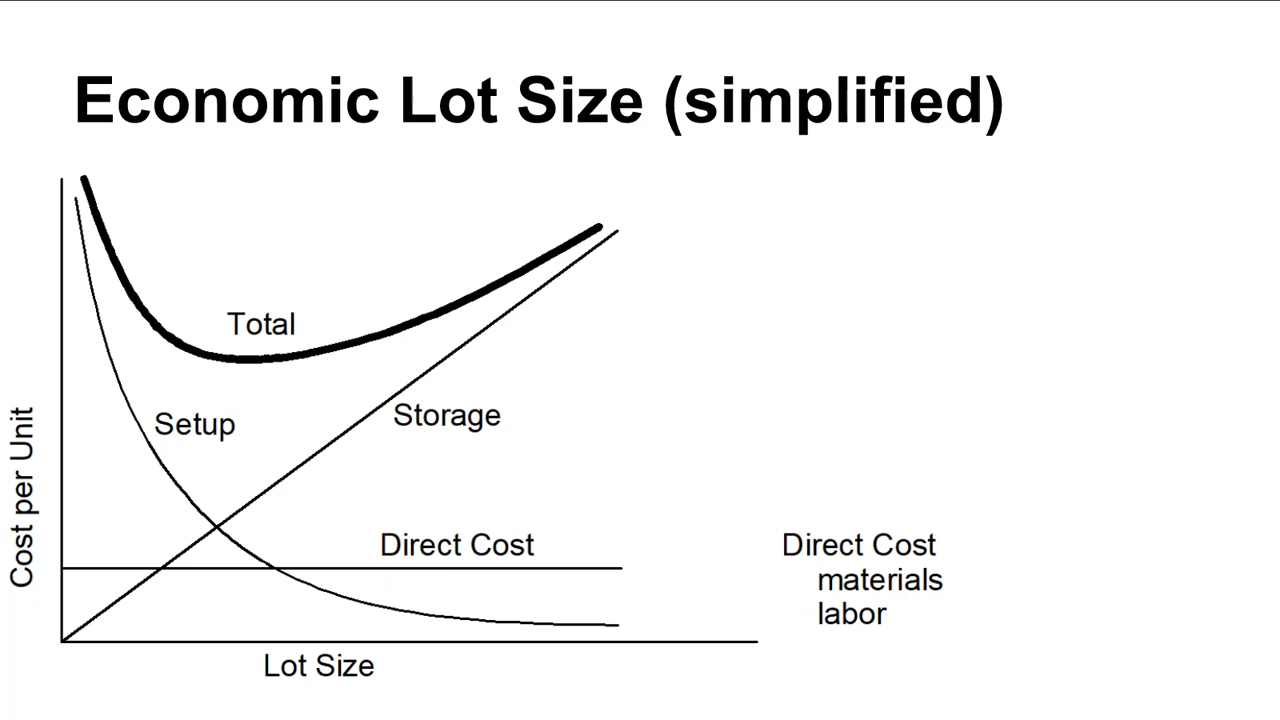 Economic Lot Size (simplified)
Total
Setup
Storage
Cost per Unit
Direct Cost
Direct Cost
materials
labor
Lot Size